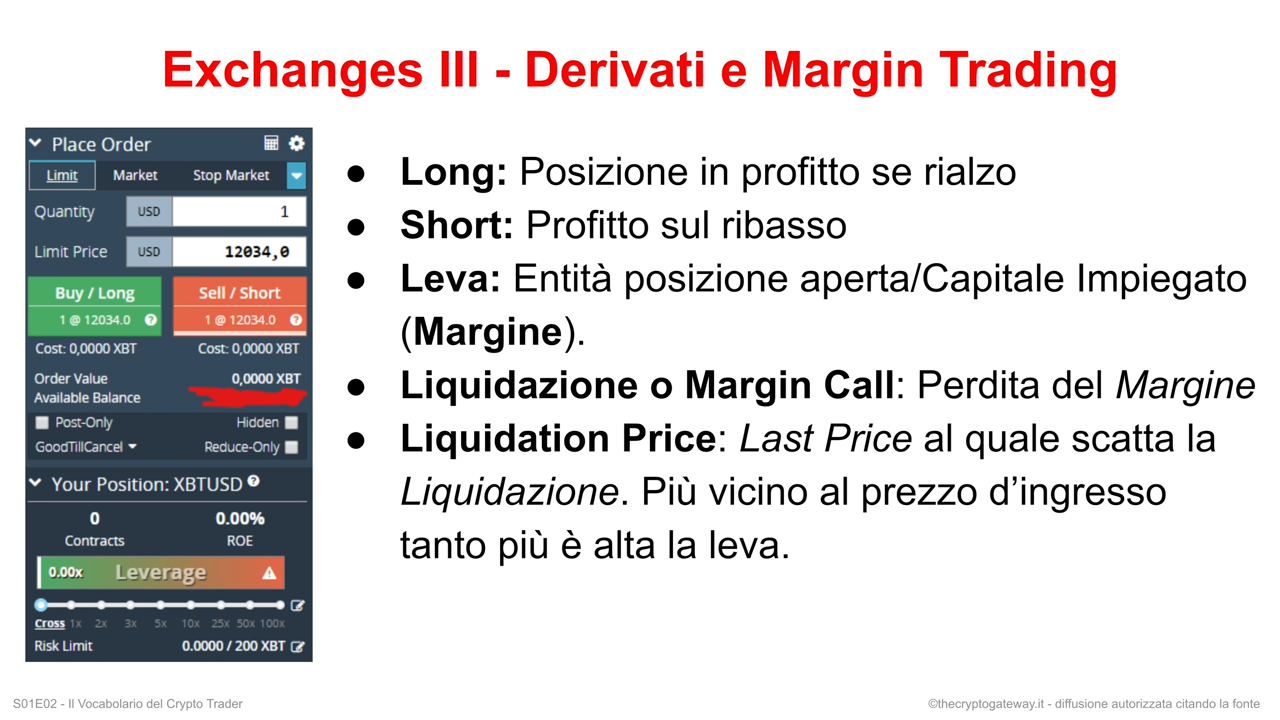 Exchanges III - Derivati e Margin Trading
Place Order
Limit Market Stop Market
Quantity USD 1
Limit Price USD 12034,0
Buy / Long Sell / Short
1 @ 12034.0 ? 1 @ 12034.0 ?
Cost: 0,0000 XBT Cost: 0,0000 XBT
Order Value 0,0000 XBT
Available Balance
Post-Only Hidden
GoodTillCancel Reduce-Only
Your Position: XBTUSD ?
0 0.00%
Contracts ROE
0.00x Leverage
Cross 1x 2x 3x 5x 10x 25x 50x 100x
Risk Limit 0.0000 / 200 XBT
● Long: Posizione in profitto se rialzo
● Short: Profitto sul ribasso
● Leva: Entità posizione aperta/Capitale Impiegato
(Margine).
● Liquidazione o Margin Call: Perdita del Margine
● Liquidation Price: Last Price al quale scatta la
Liquidazione. Più vicino al prezzo d’ingresso
tanto più è alta la leva.
S01E02 - Il Vocabolario del Crypto Trader
©thecryptogateway.it - diffusione autorizzata citando la fonte